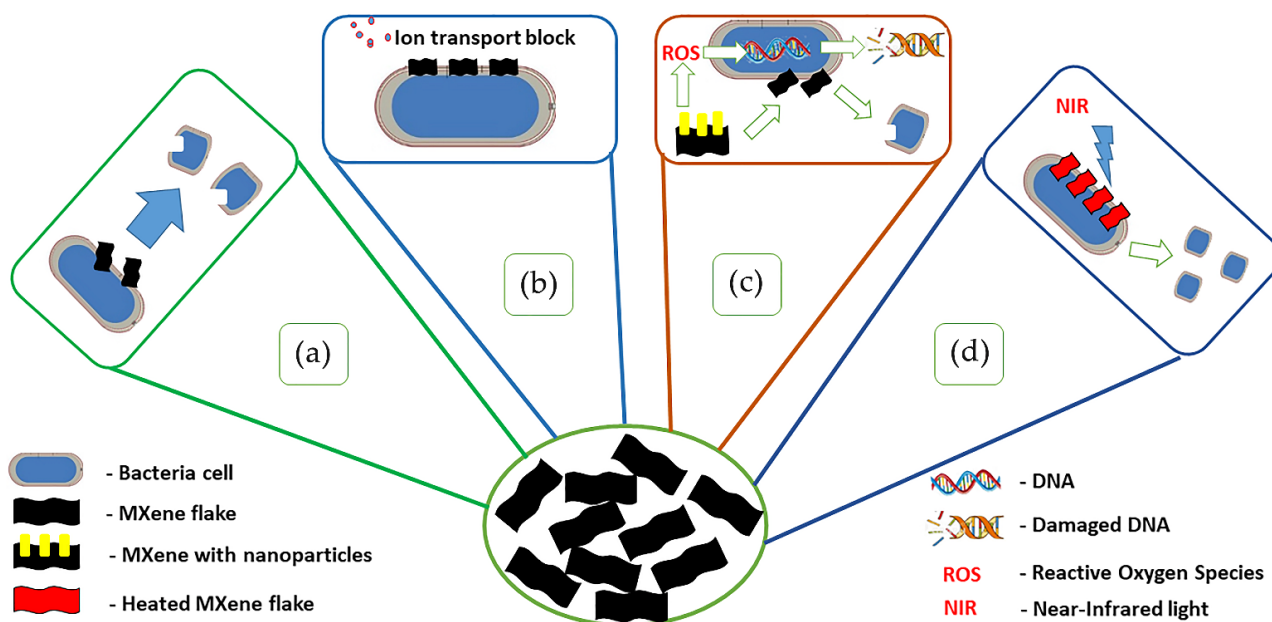 Ion transport block
ROS
NIR
(a)
(b)
(c)
(d)
- Bacteria cell
- MXene flake
- MXene with nanoparticles
- Heated MXene flake
- DNA
- Damaged DNA
ROS - Reactive Oxygen Species
NIR - Near-Infrared light